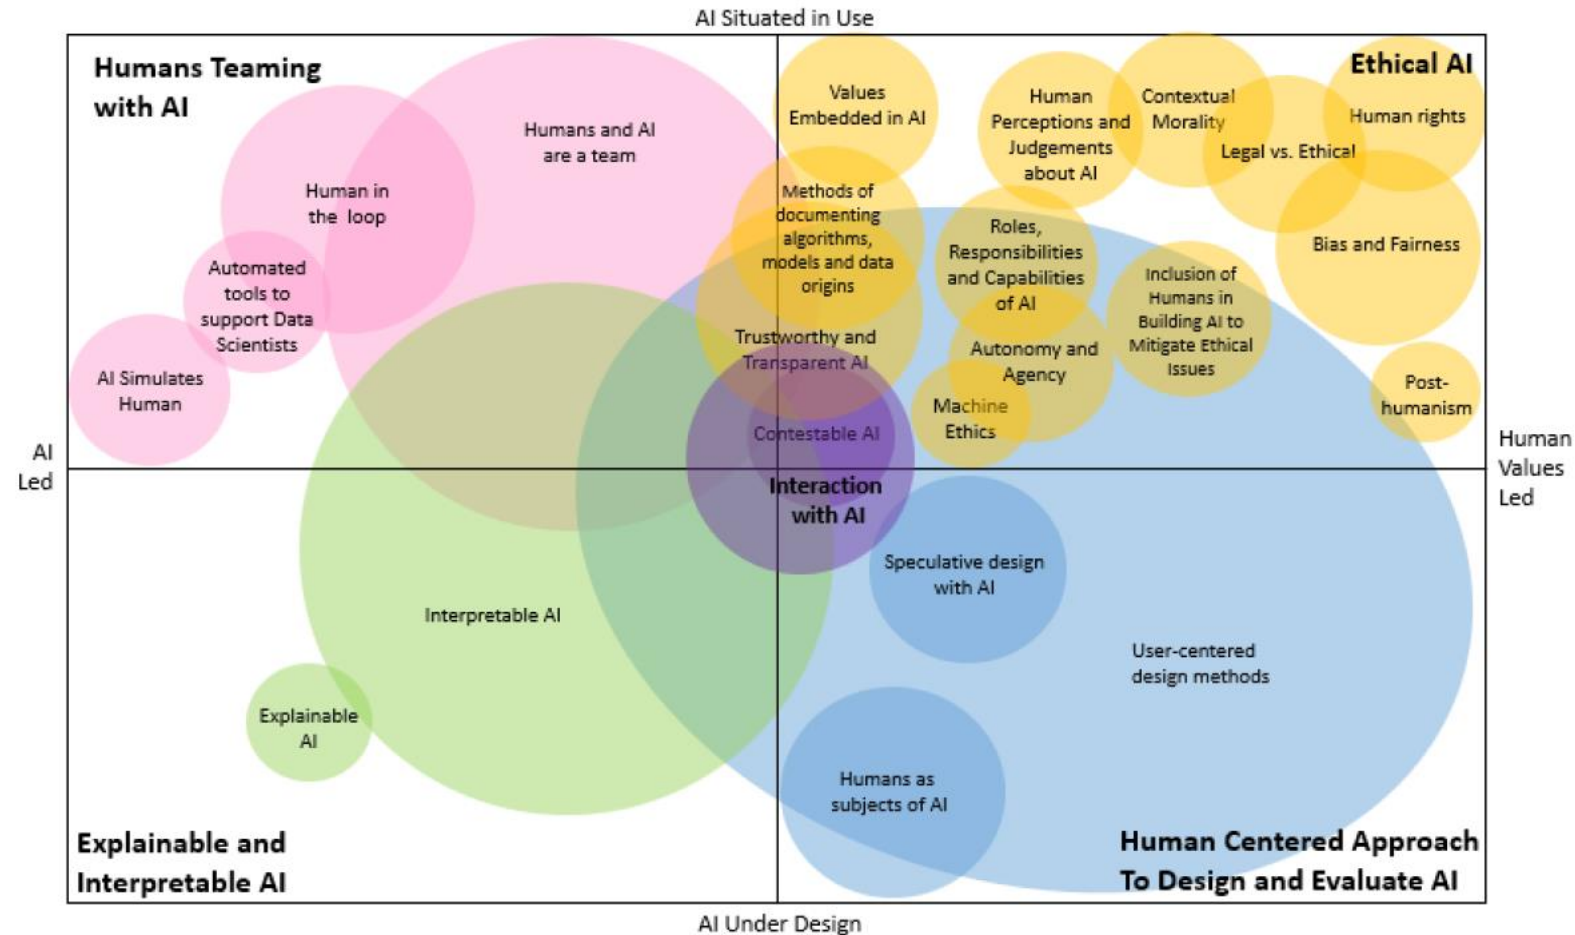 AI Situated in Use
Humans Teaming
with AI
Ethical AI
Humans and AI
are a team
Human in
the loop
Automated
tools to
support Data
Scientists
AI Simulates
Human
Values
Embedded in AI
Human
Perceptions and
Judgements
about AI
Contextual
Morality
Legal vs. Ethical
Human rights
Bias and Fairness
Methods of
documenting
algorithms,
models and data
origins
Roles,
Responsibilities
and Capabilities
of AI
Inclusion of
Humans in
Building AI to
Mitigate Ethical
Issues
Trustworthy and
Transparent AI
Autonomy and
Agency
Machine
Ethics
Post-
humanism
Contestable AI
AI
Led
Human
Values
Led
Interaction
with AI
Speculative design
with AI
Interpretable AI
User-centered
design methods
Explainable
AI
Humans as
subjects of AI
Explainable and
Interpretable AI
Human Centered Approach
To Design and Evaluate AI
AI Under Design